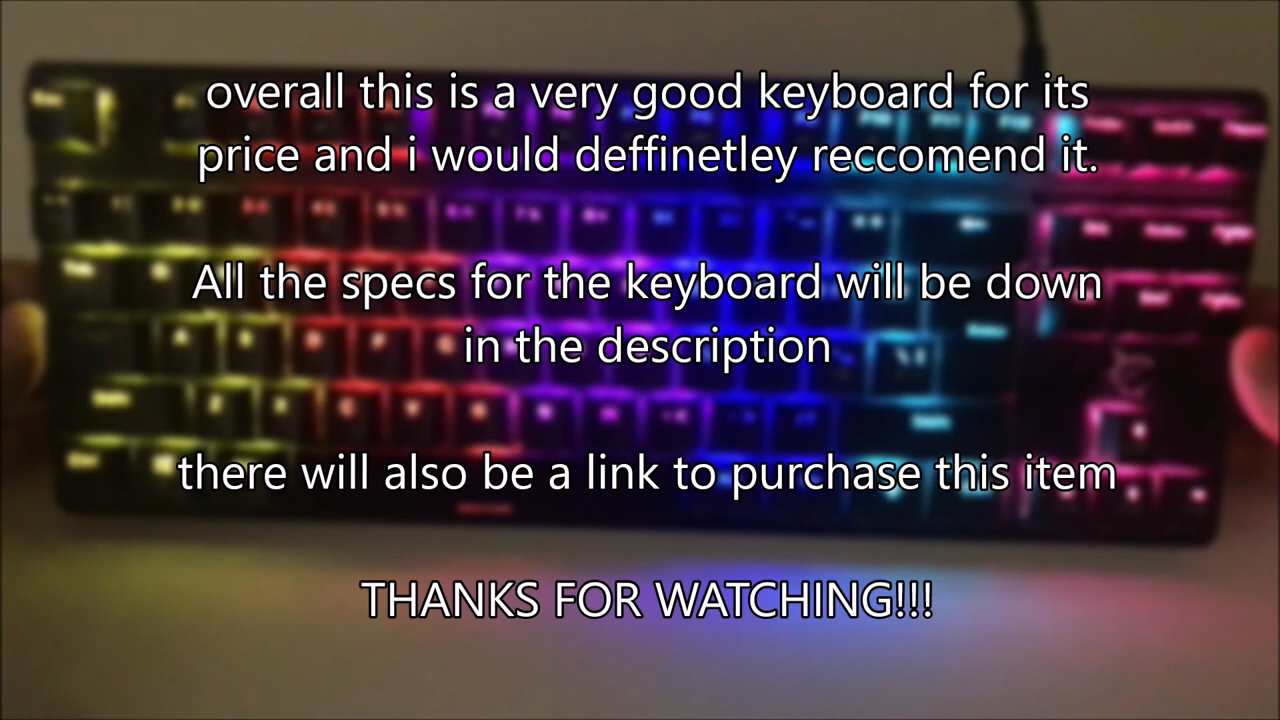 overall this is a very good keyboard for its
price and i would deffinetley reccomend it.
All the specs for the keyboard will be down
in the description
there will also be a link to purchase this item
THANKS FOR WATCHING!!!